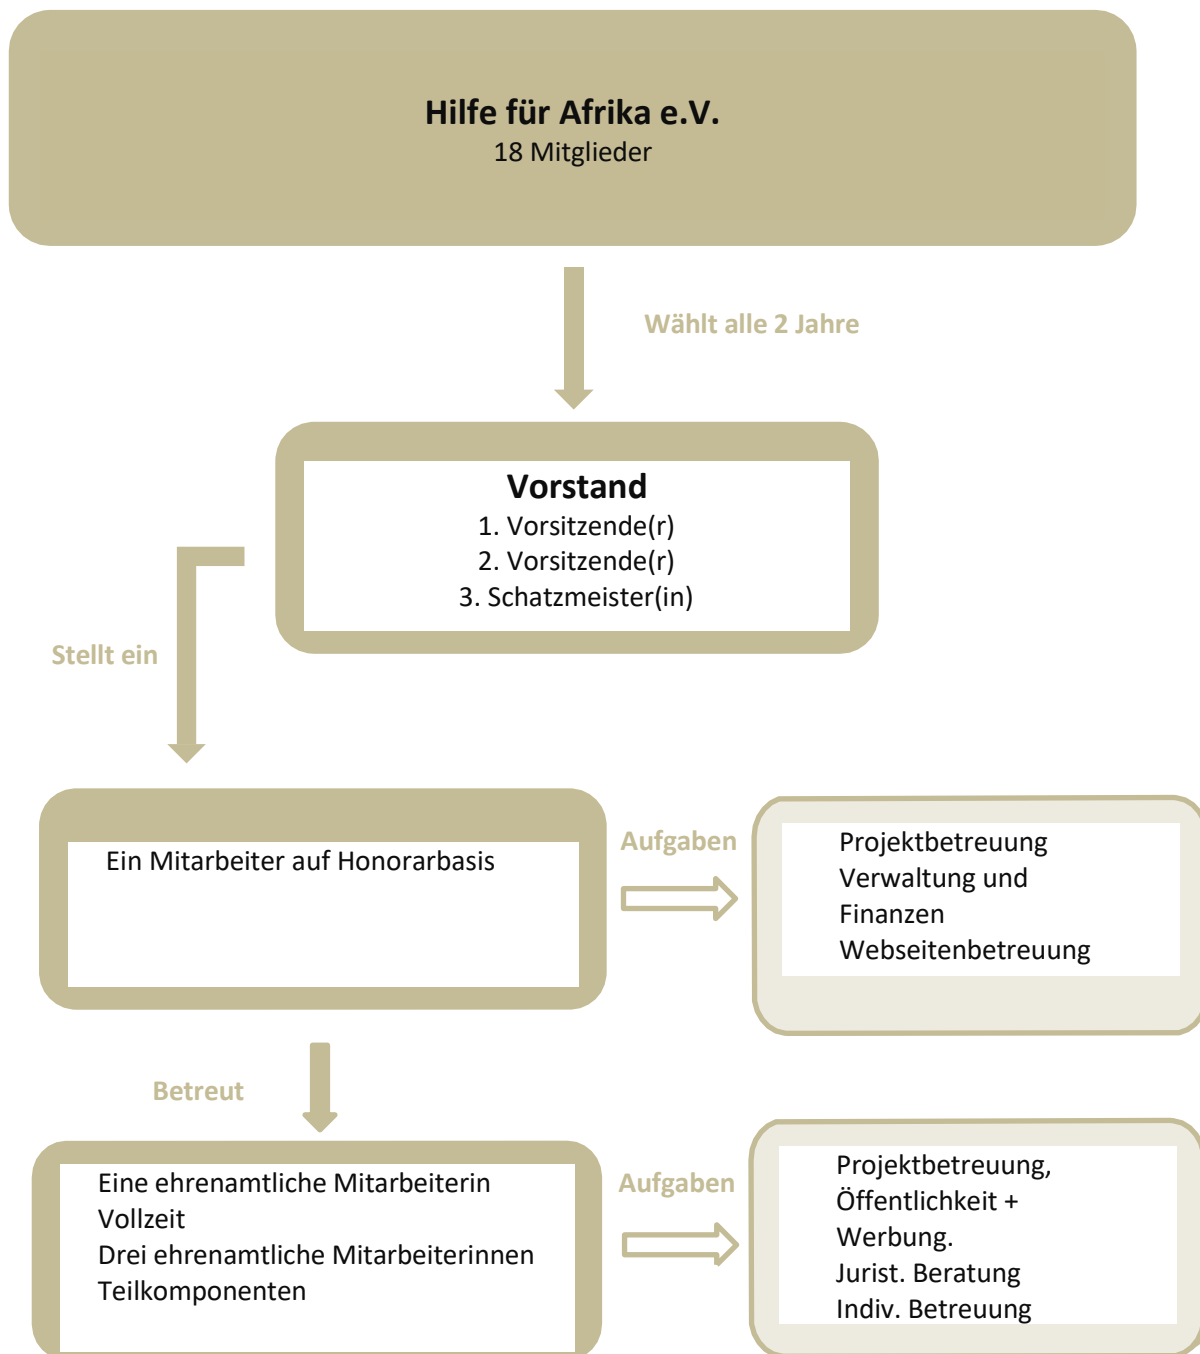 Hilfe für Afrika e.V.
18 Mitglieder
Wählt alle 2 Jahre
Vorstand
1. Vorsitzende(r)
2. Vorsitzende(r)
3. Schatzmeister(in)
Stellt ein
Ein Mitarbeiter auf Honorarbasis
Aufgaben
Projektbetreuung
Verwaltung und
Finanzen
Webseitenbetreuung
Betreut
Eine ehrenamtliche Mitarbeiterin
Vollzeit
Drei ehrenamtliche Mitarbeiterinnen
Teilkomponenten
Aufgaben
Projektbetreuung,
Öffentlichkeit +
Werbung.
Jurist. Beratung
Indiv. Betreuung